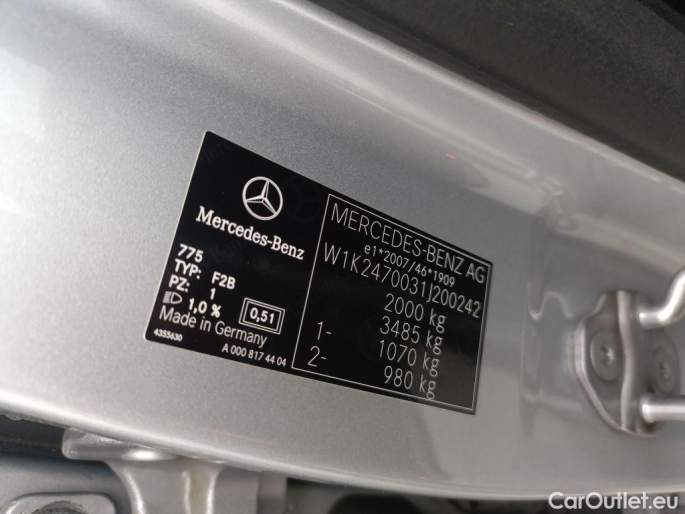 Mercedes-Benz
775
TYP: F2B
PZ: 1
1,0 % 0,51
Made in Germany
4355630
A 000 817 44 04
MERCEDES-BENZ AG
e1*2007/46*1909
W1K2470031J200242
2000 kg
3485 kg
1- 1070 kg
2- 980 kg
CarOutlet.eu